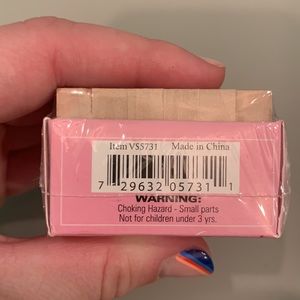 Item VS5731 Made in China
7 29632 05731 1
WARNING:
Choking Hazard - Small parts
Not for children under 3 yrs.